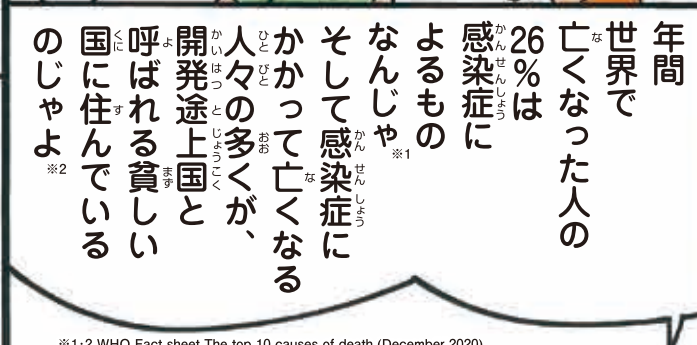 年間
世界で
亡くなった人の
26%は
感染症に
よるもの
なんじゃ※1
そして感染症に
かかって亡くなる
人々の多くが、
開発途上国と
呼ばれる貧しい
国に住んでいる
のじゃよ※2
※1・2 WHO Fact sheet The top 10 causes of death (December 2020)